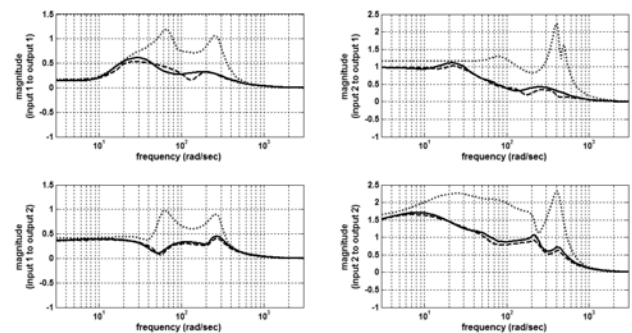 1.5
1
0.5
0
-0.5
-1
magnitude
(input 1 to output 1)
10¹ 10² 10³
frequency (rad/sec)
2.5
2
1.5
1
0.5
0
-0.5
-1
magnitude
(input 2 to output 1)
10¹ 10² 10³
frequency (rad/sec)
1.5
1
0.5
0
-0.5
-1
magnitude
(input 1 to output 2)
10¹ 10² 10³
frequency (rad/sec)
2.5
2
1.5
1
0.5
0
-0.5
-1
magnitude
(input 2 to output 2)
10¹ 10² 10³
frequency (rad/sec)